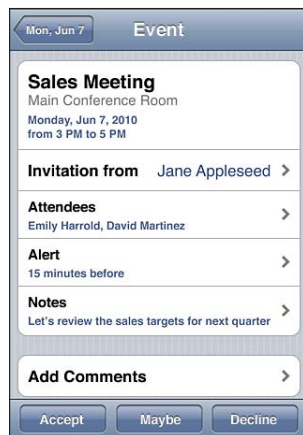 Mon, Jun 7
Event
Sales Meeting
Main Conference Room
Monday, Jun 7, 2010
from 3 PM to 5 PM
Invitation from Jane Appleseed
Attendees
Emily Harrold, David Martinez
Alert
15 minutes before
Notes
Let's review the sales targets for next quarter
Add Comments
Accept Maybe Decline